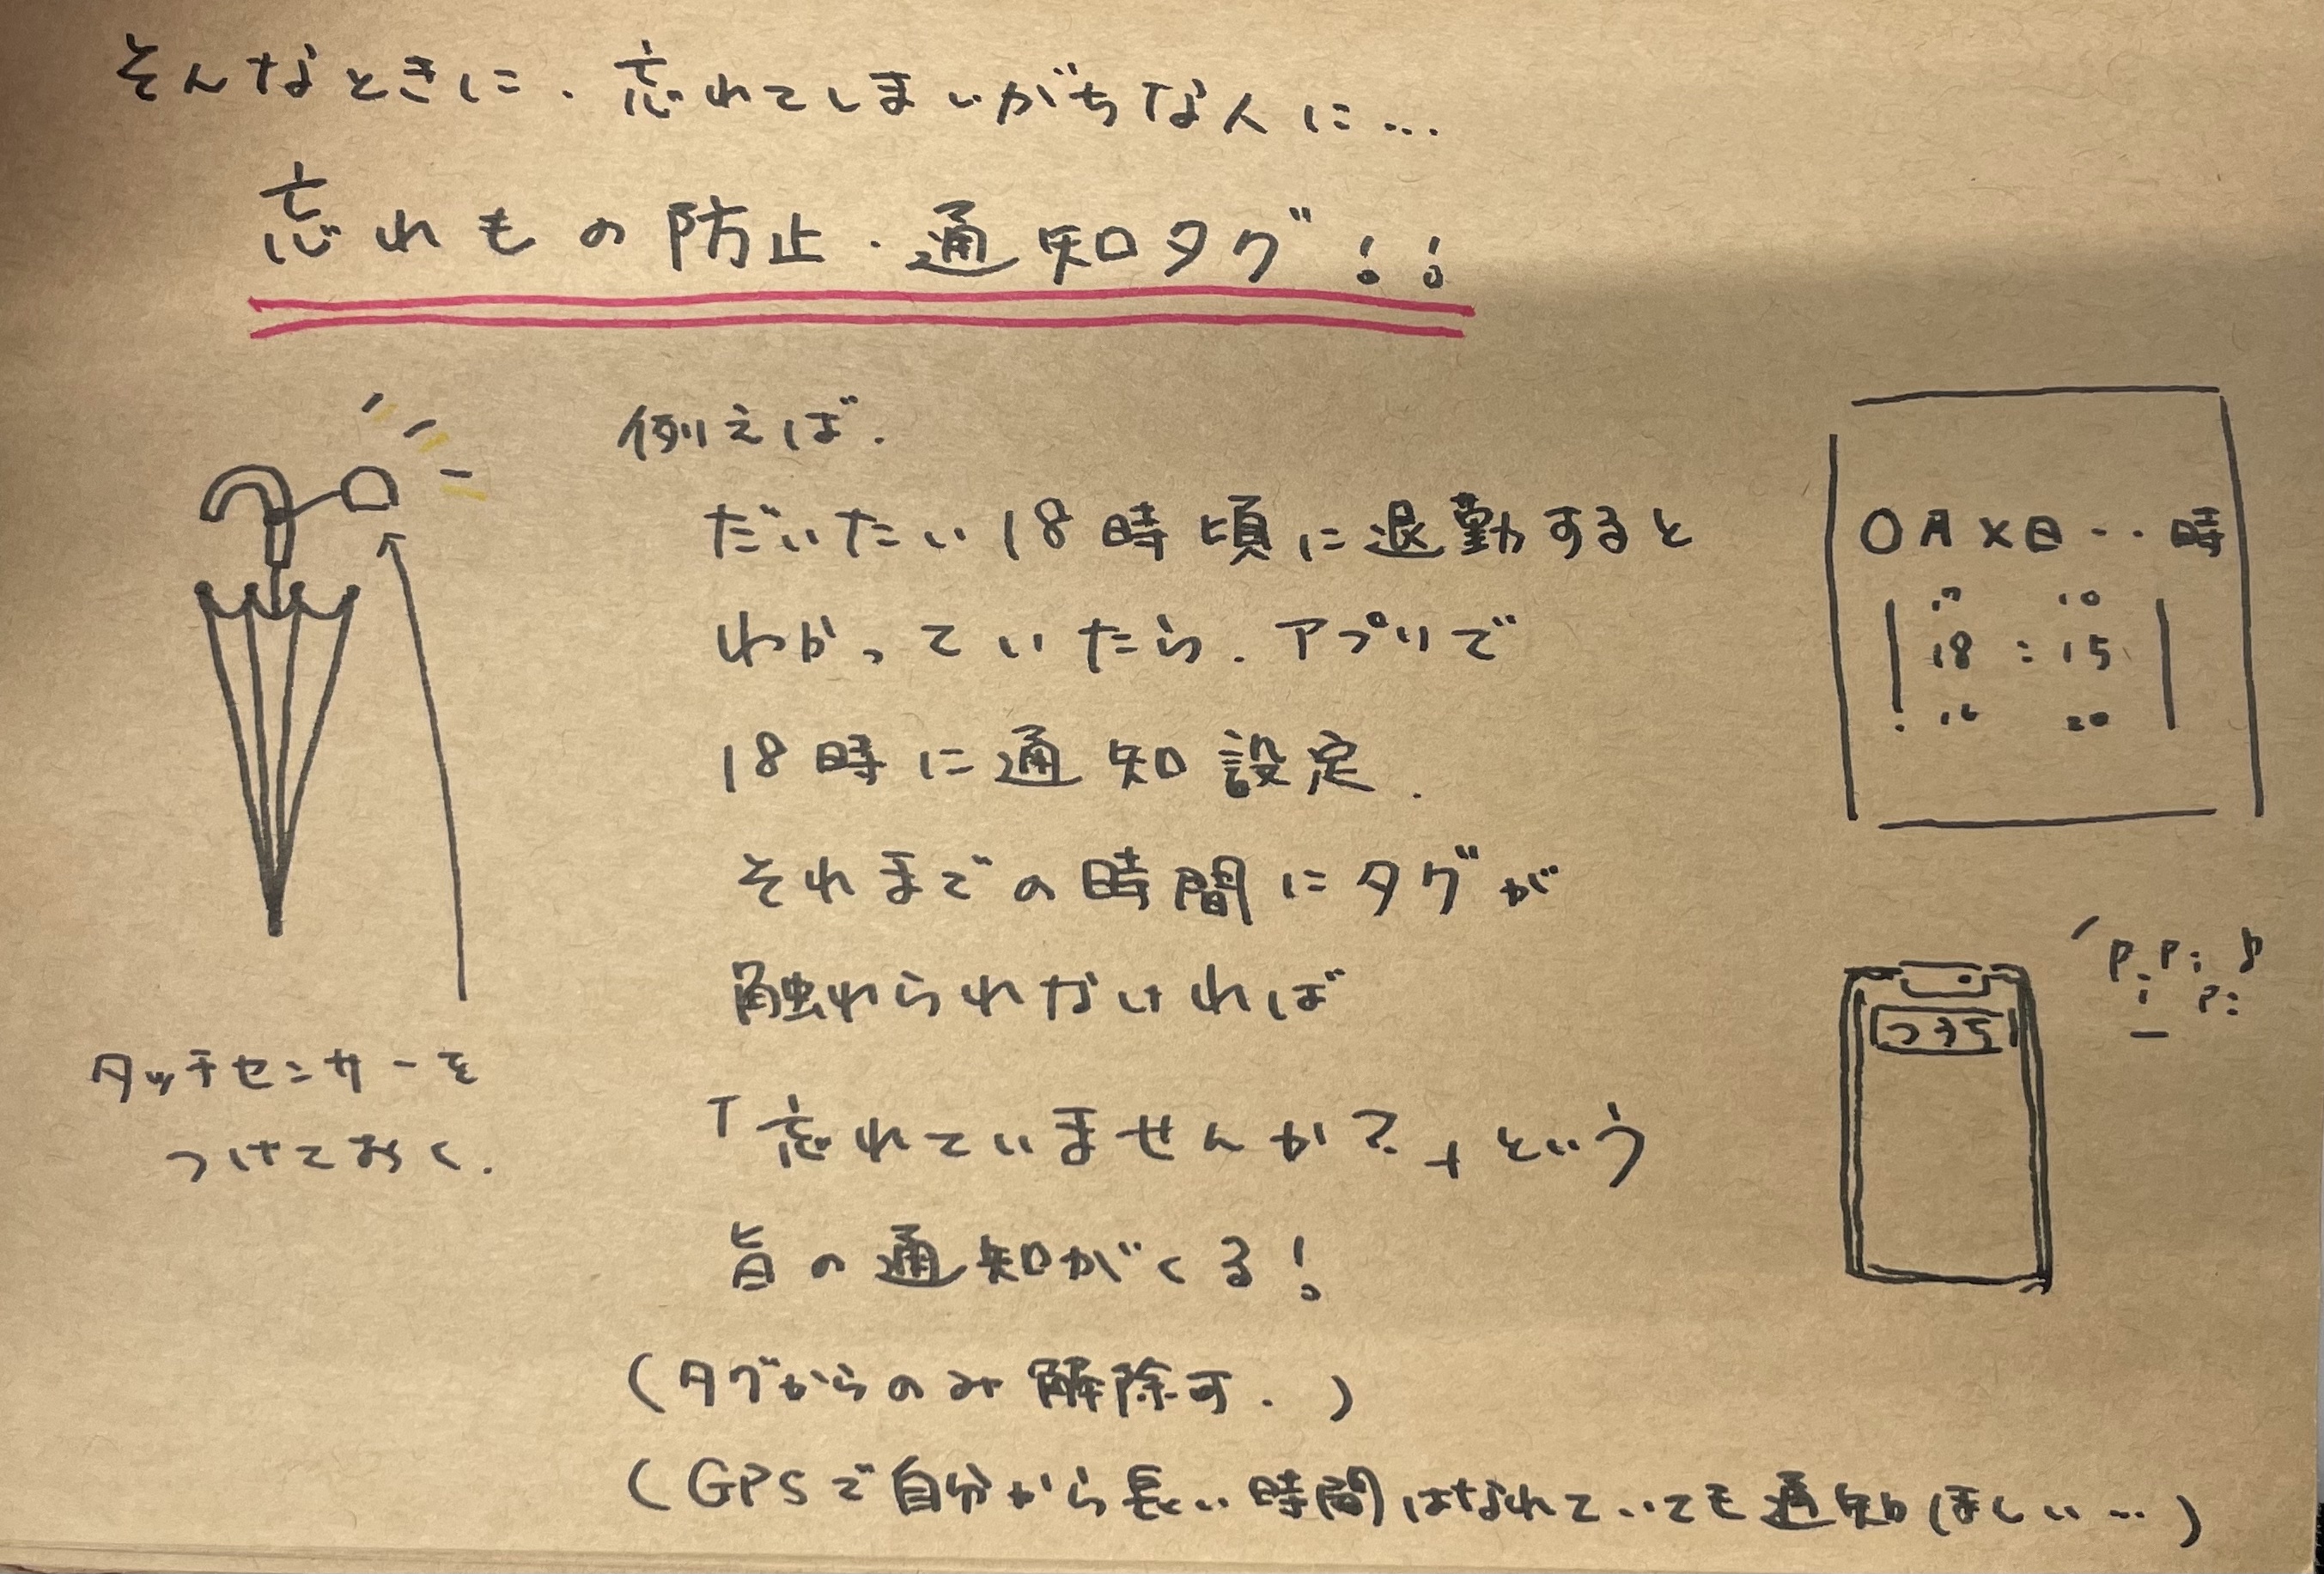 そんなときに、忘れてしまいがちな人に…
忘れもの防止・通知タグ!!
例えば、
だいたい18時頃に退勤すると
わかっていたら、アプリで
18時に通知設定.
それまでの時間にタグが
触れられなければ
「忘れていませんか?」という
旨の通知がくる!
(タグからのみ解除可.)
(GPSで自分から長い時間はなれていても通知ほしい…)
タッチセンサーを
つけておく.
○月×日‥時
17 10
18:15
20
つうち
Pi Pi
Pi